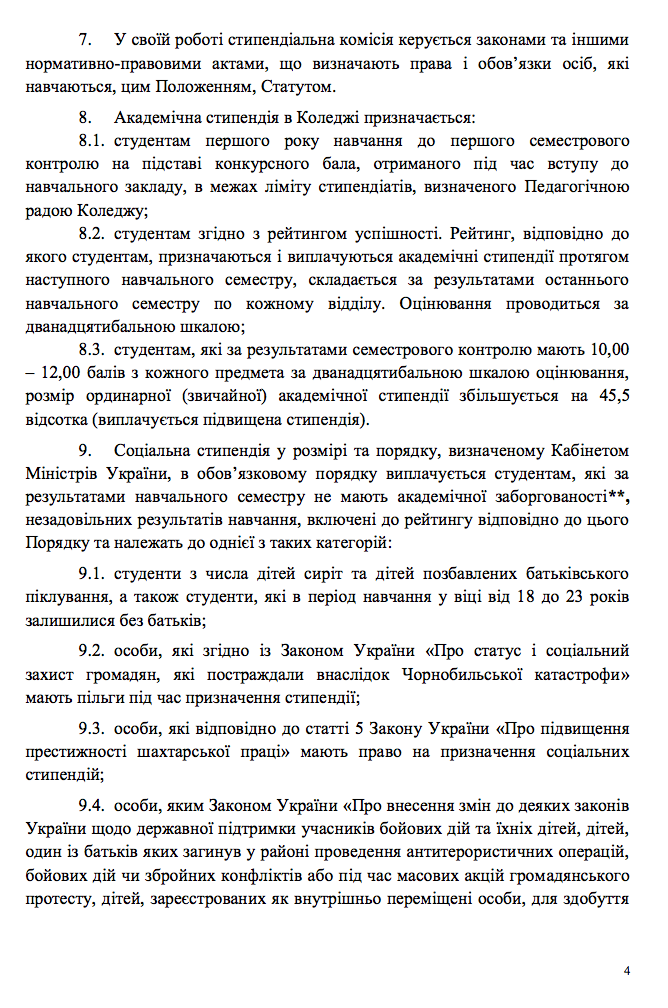 7. У своїй роботі стипендіальна комісія керується законами та іншими
нормативно-правовими актами, що визначають права і обов’язки осіб, які
навчаються, цим Положенням, Статутом.
8. Академічна стипендія в Коледжі призначається:
8.1. студентам першого року навчання до першого семестрового
контролю на підставі конкурсного бала, отриманого під час вступу до
навчального закладу, в межах ліміту стипендіатів, визначеного Педагогічною
радою Коледжу;
8.2. студентам згідно з рейтингом успішності. Рейтинг, відповідно до
якого студентам, призначаються і виплачуються академічні стипендії протягом
наступного навчального семестру, складається за результатами останнього
навчального семестру по кожному відділу. Оцінювання проводиться за
дванадцятибальною шкалою;
8.3. студентам, які за результатами семестрового контролю мають 10,00
– 12,00 балів з кожного предмета за дванадцятибальною шкалою оцінювання,
розмір ординарної (звичайної) академічної стипендії збільшується на 45,5
відсотка (виплачується підвищена стипендія).
9. Соціальна стипендія у розмірі та порядку, визначеному Кабінетом
Міністрів України, в обов’язковому порядку виплачується студентам, які за
результатами навчального семестру не мають академічної заборгованості**,
незадовільних результатів навчання, включені до рейтингу відповідно до цього
Порядку та належать до однієї з таких категорій:
9.1. студенти з числа дітей сиріт та дітей позбавлених батьківського
піклування, а також студенти, які в період навчання у віці від 18 до 23 років
залишилися без батьків;
9.2. особи, які згідно із Законом України «Про статус і соціальний
захист громадян, які постраждали внаслідок Чорнобильської катастрофи»
мають пільги під час призначення стипендії;
9.3. особи, які відповідно до статті 5 Закону України «Про підвищення
престижності шахтарської праці» мають право на призначення соціальних
стипендій;
9.4. особи, яким Законом України «Про внесення змін до деяких законів
України щодо державної підтримки учасників бойових дій та їхніх дітей, дітей,
один із батьків яких загинув у районі проведення антитерористичних операцій,
бойових дій чи збройних конфліктів або під час масових акцій громадянського
протесту, дітей, зареєстрованих як внутрішньо переміщені особи, для здобуття
4